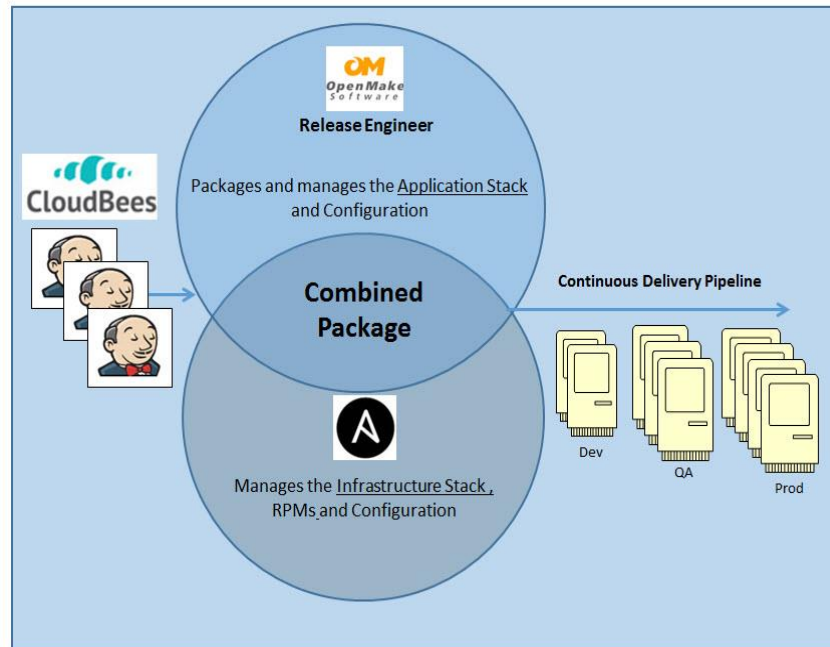 OM
OpenMake
Software
Release Engineer
Packages and manages the Application Stack
and Configuration
CloudBees
Combined
Package
Continuous Delivery Pipeline
Dev
QA
Prod
A
Manages the Infrastructure Stack ,
RPMs and Configuration